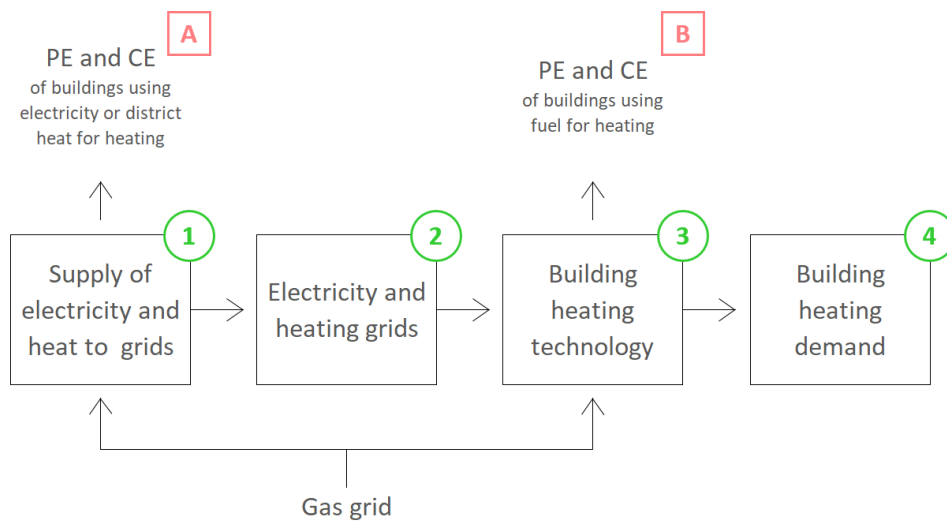 A
PE and CE
of buildings using
electricity or district
heat for heating
B
PE and CE
of buildings using
fuel for heating
1
Supply of
electricity and
heat to grids
2
Electricity and
heating grids
3
Building
heating
technology
4
Building
heating
demand
Gas grid